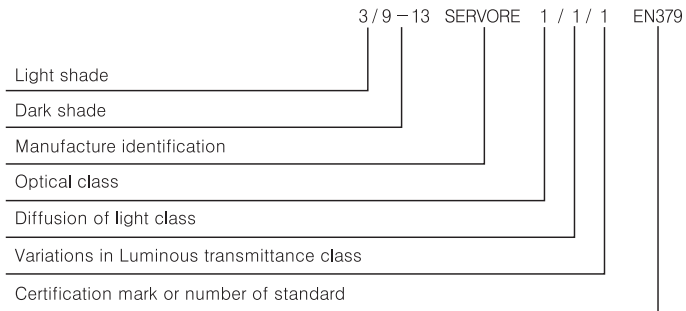 3/9-13 SERVORE 1 / 1 / 1 EN379
Light shade
Dark shade
Manufacture identification
Optical class
Diffusion of light class
Variations in Luminous transmittance class
Certification mark or number of standard